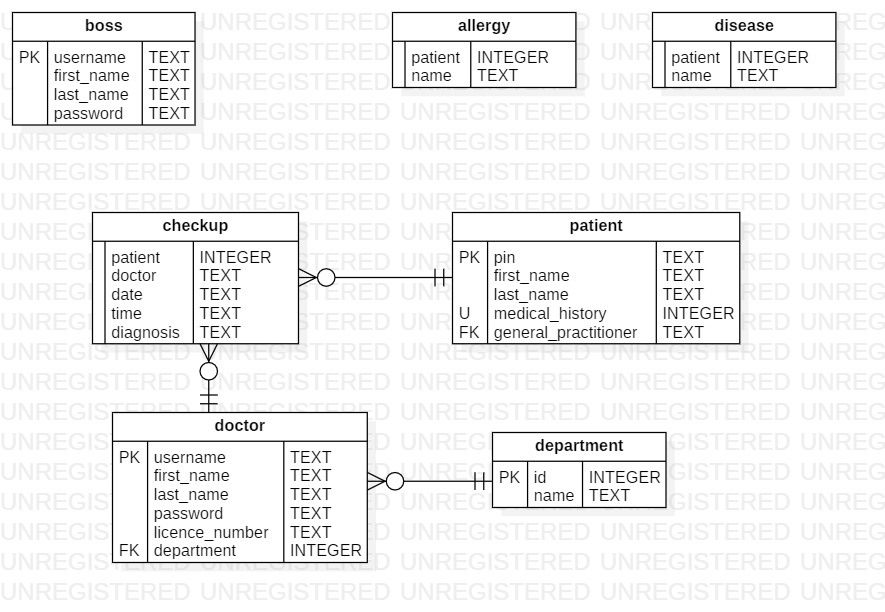 boss
PK username TEXT
first_name TEXT
last_name TEXT
password TEXT
allergy
patient INTEGER
name TEXT
disease
patient INTEGER
name TEXT
checkup
patient INTEGER
doctor TEXT
date TEXT
time TEXT
diagnosis TEXT
patient
PK pin TEXT
first_name TEXT
last_name TEXT
U medical_history INTEGER
FK general_practitioner TEXT
doctor
PK username TEXT
first_name TEXT
last_name TEXT
password TEXT
licence_number TEXT
FK department INTEGER
department
PK id INTEGER
name TEXT
UNREGISTERED